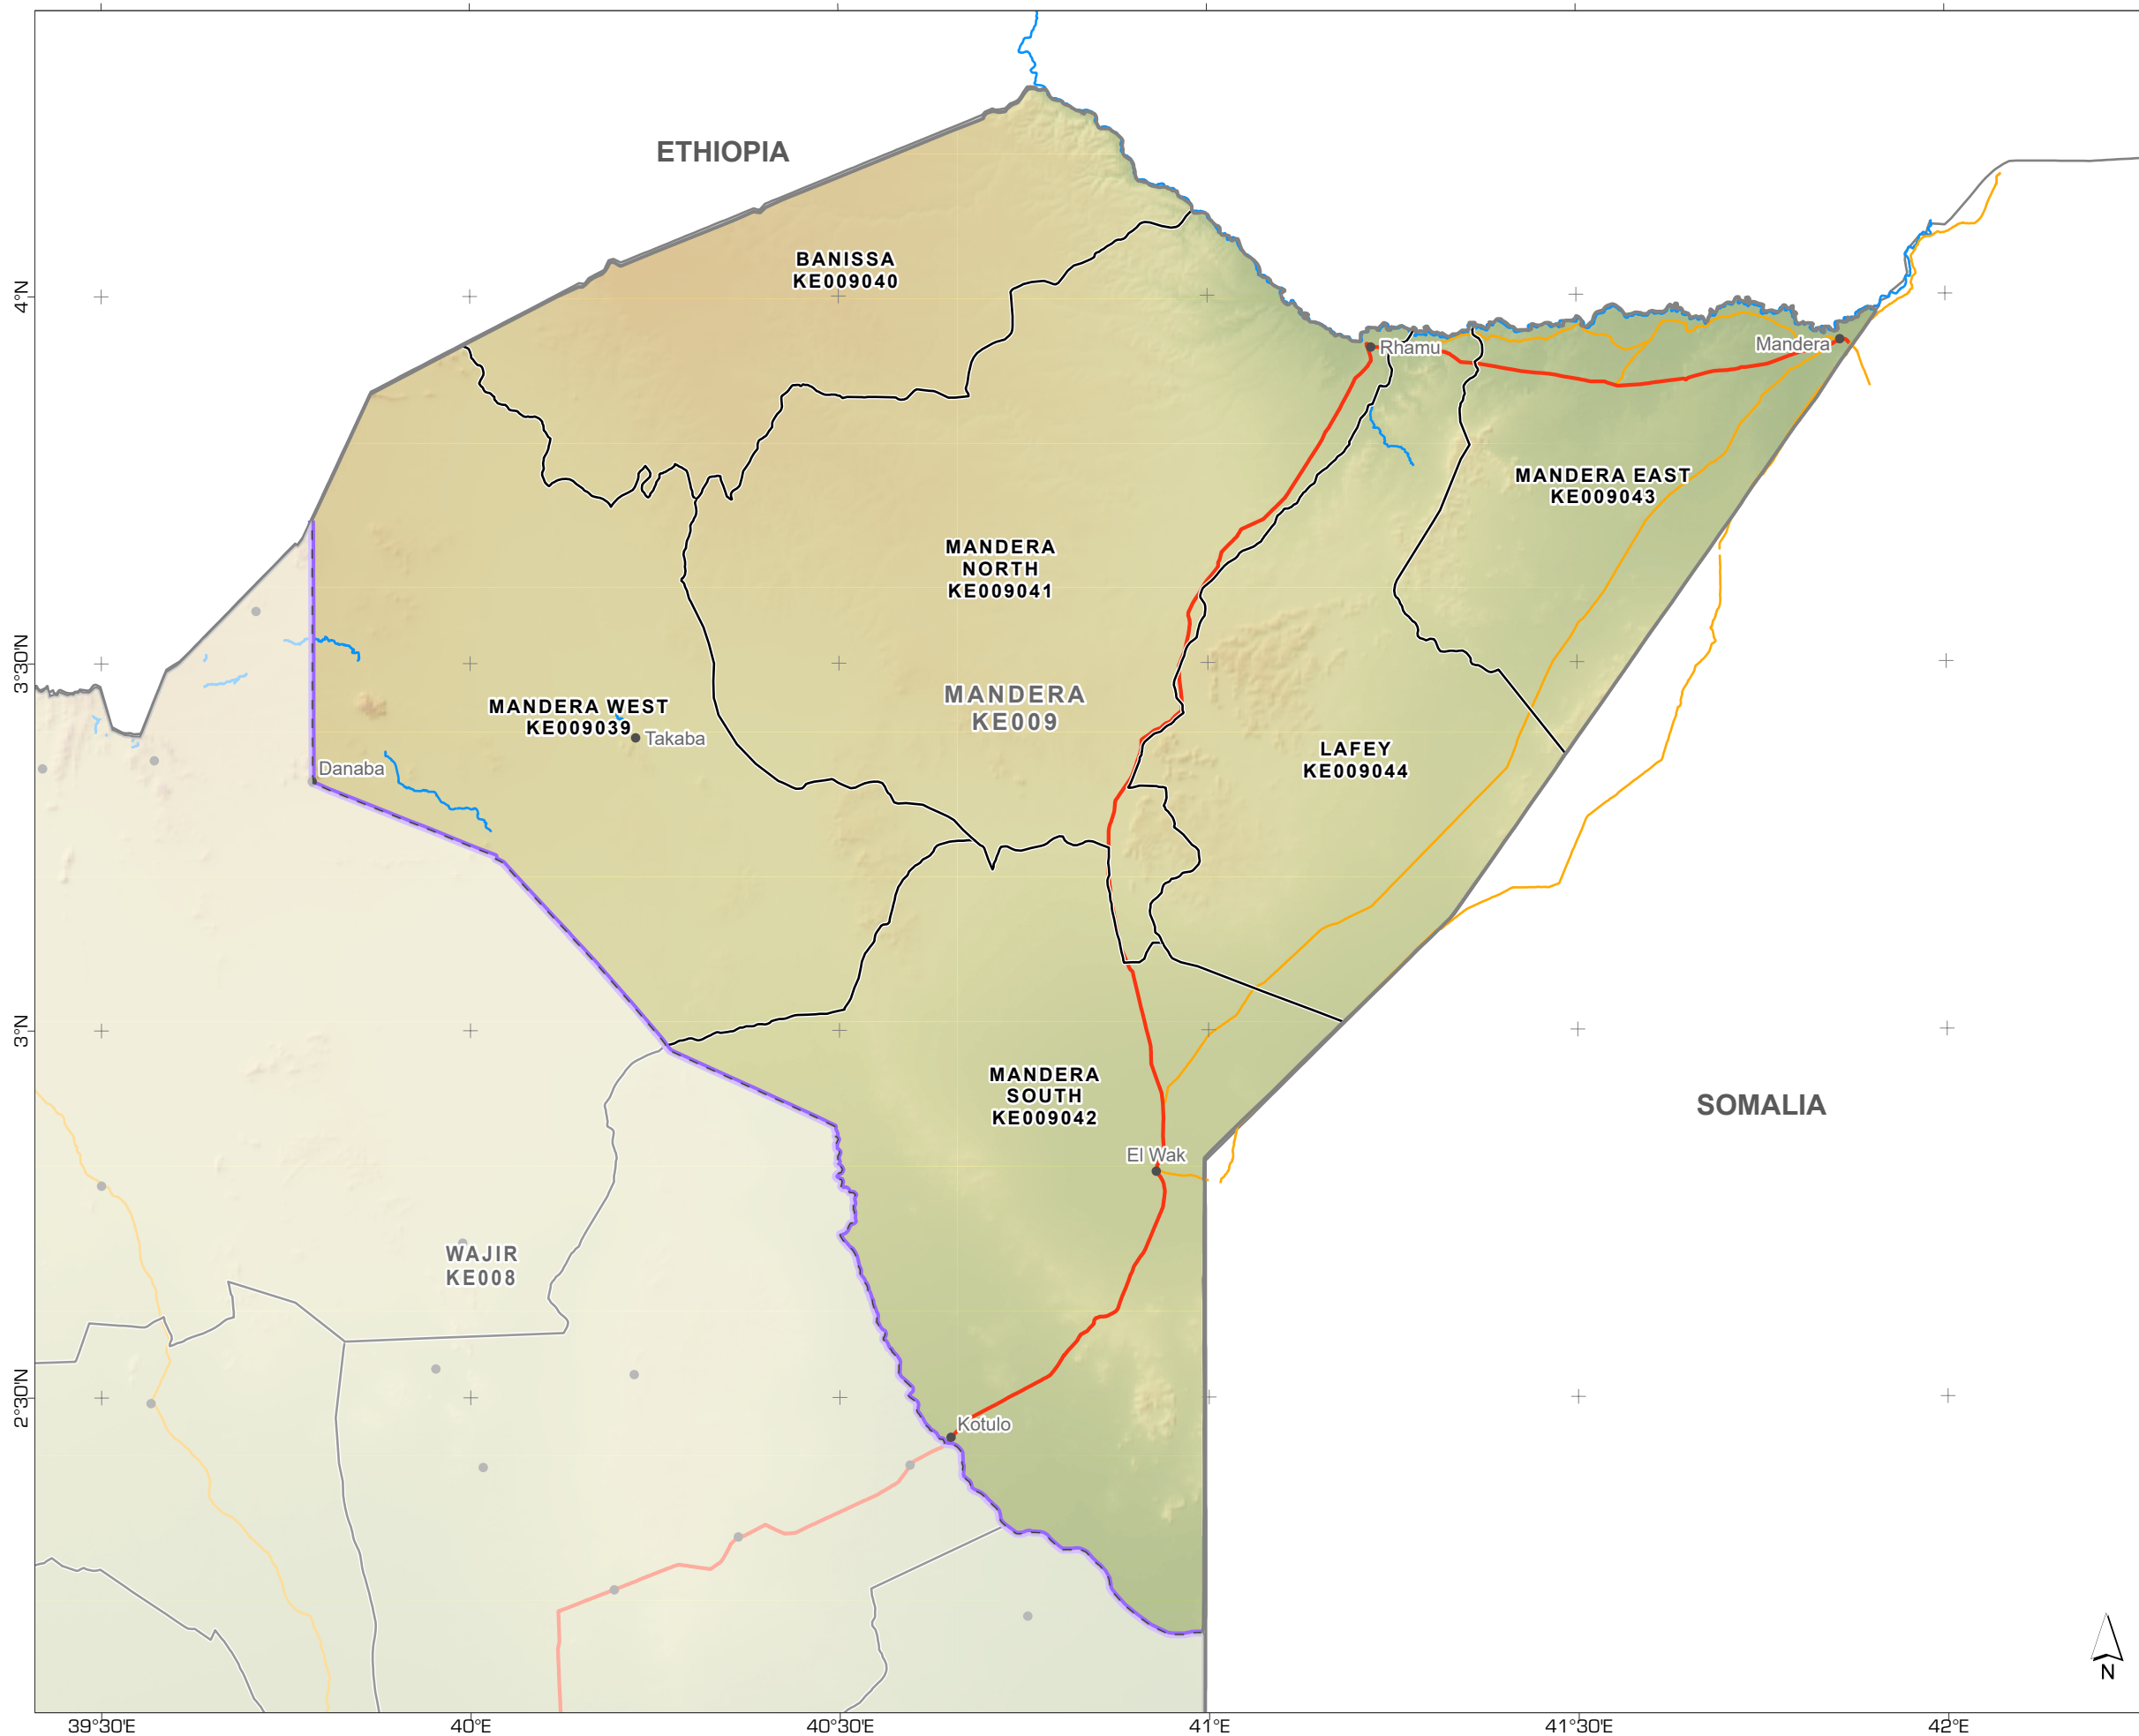 ETHIOPIA
BANISSA
KE009040
4°N
Rhamu
Mandera
MANDERA EAST
KE009043
MANDERA
NORTH
KE009041
3°30'N
MANDERA
KE009
MANDERA WEST
KE009039
Takaba
LAFEY
KE009044
Danaba
3°N
MANDERA
SOUTH
KE009042
SOMALIA
El Wak
WAJIR
KE008
2°30'N
Kotulo
N
39°30'E
40°E
40°30'E
41°E
41°30'E
42°E